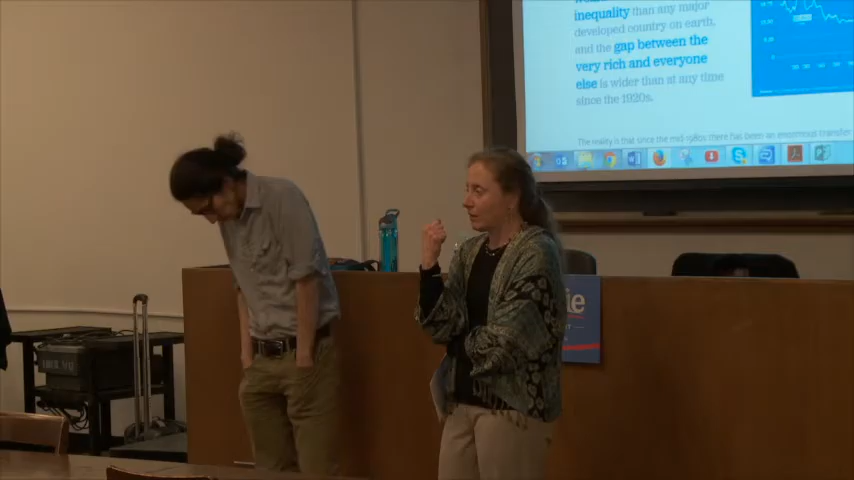 inequality than any major
developed country on earth,
and the gap between the
very rich and everyone
else is wider than at any time
since the 1920s.
The reality is that since the mid 1980s there has been an enormous transfer
ie